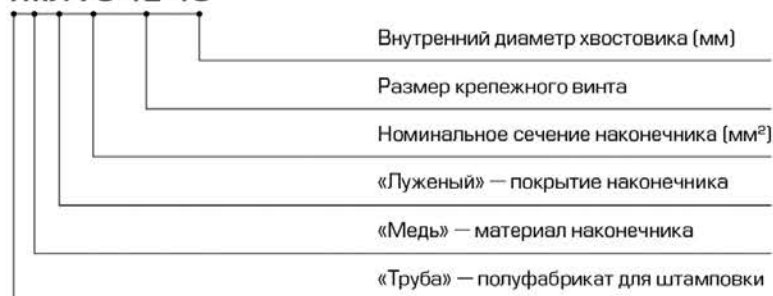 Внутренний диаметр хвостовика (мм)
Размер крепежного винта
Номинальное сечение наконечника (мм²)
«Луженый» — покрытие наконечника
«Медь» — материал наконечника
«Труба» — полуфабрикат для штамповки